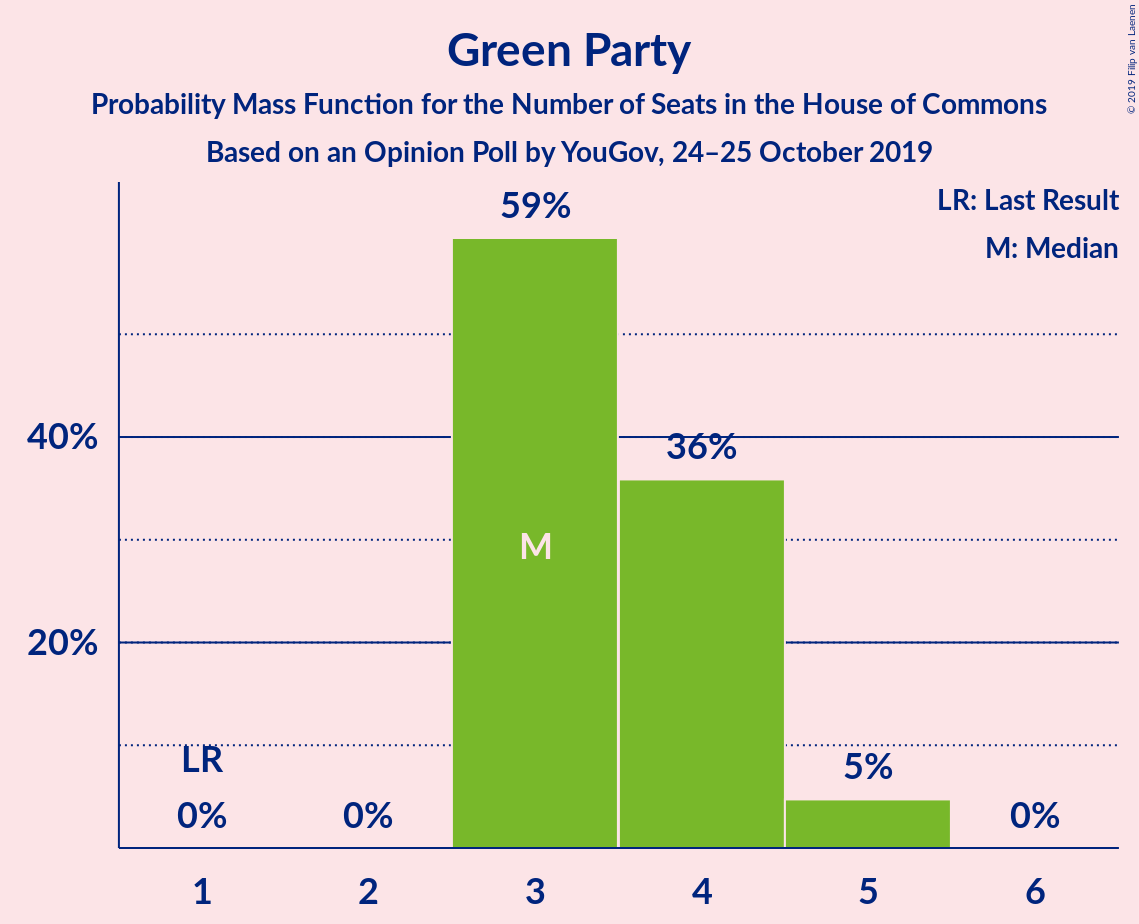 Green Party
Probability Mass Function for the Number of Seats in the House of Commons
Based on an Opinion Poll by YouGov, 24–25 October 2019
© 2019 Filip van Laenen
LR: Last Result
M: Median
59%
40%
36%
M
20%
LR
5%
0%
0%
0%
1
2
3
4
5
6